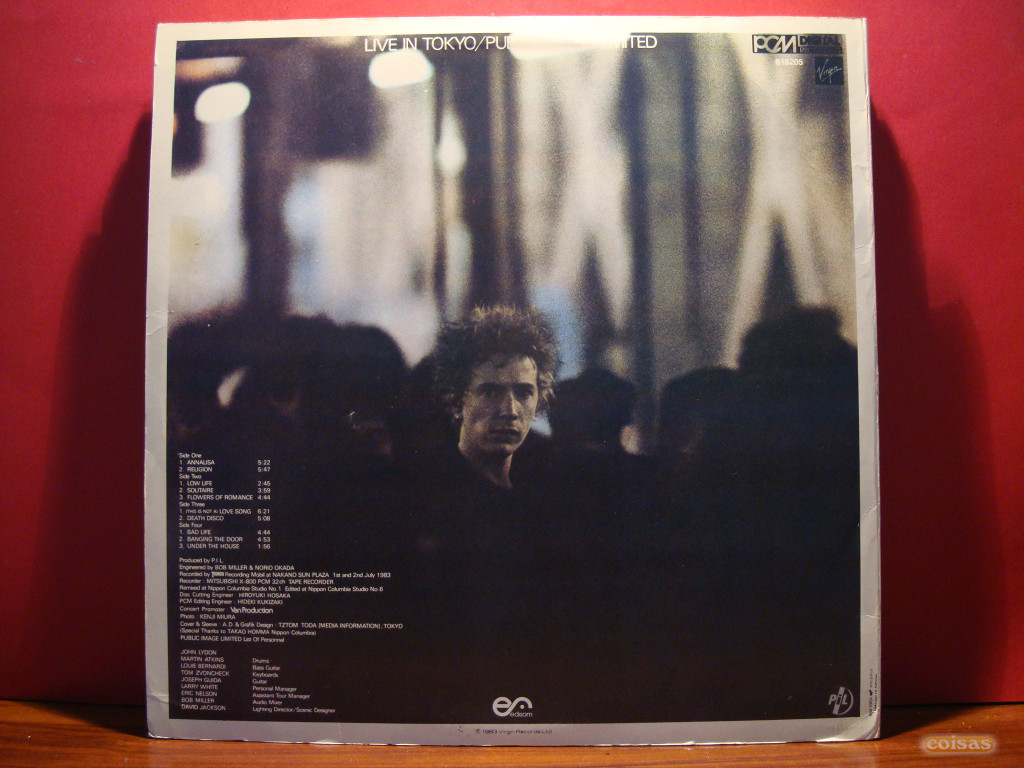 LIVE IN TOKYO/PU ITED
PCM DIGITAL
618205
Virgin
Side One
1. ANNALISA 5:22
2. RELIGION 5:47
Side Two
1. LOW LIFE 2:45
2. SOLITAIRE 3:59
3. FLOWERS OF ROMANCE 4:44
Side Three
1. (THIS IS NOT A) LOVE SONG 6:21
2. DEATH DISCO 5:08
Side Four
1. BAD LIFE 4:44
2. BANGING THE DOOR 4:53
3. UNDER THE HOUSE 1:56
Produced by P.I.L
Engineered by BOB MILLER & NORIO OKADA
Recorded by Recording Mobil at NAKANO SUN PLAZA 1st and 2nd July 1983
Recorder : MITSUBISHI X-800 PCM 32ch TAPE RECORDER
Remixed at Nippon Columbia Studio No.1 Edited at Nippon Columbia Studio No.8
Disc Cutting Engineer : HIROYUKI HOSAKA
PCM Editing Engineer : HIDEKI KUKIZAKI
Concert Promoter : Van Production
Photo : KENJI MIURA
Cover & Sleeve : A.D. & Grafik Design : TZTOM TODA [MEDIA INFORMATION], TOKYO
(Special Thanks to TAKAO HOMMA Nippon Columbia)
PUBLIC IMAGE LIMITED List Of Personnel
JOHN LYDON
MARTIN ATKINS Drums
LOUIE BERNARDI Bass Guitar
TOM ZVONCHECK Keyboards
JOSEPH GUIDA Guitar
LARRY WHITE Personal Manager
ERIC NELSON Assistant Tour Manager
BOB MILLER Audio Mixer
DAVID JACKSON Lighting Director/Scenic Designer
edisom
PiL
℗ 1983 Virgin Records Ltd
coisas